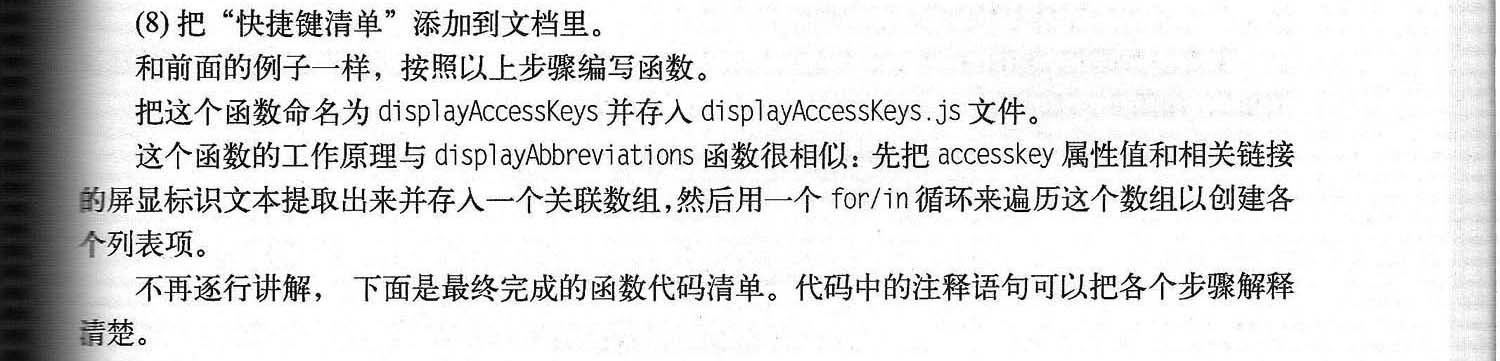 (8) 把“快捷键清单”添加到文档里。
和前面的例子一样，按照以上步骤编写函数。
把这个函数命名为 displayAccessKeys 并存入 displayAccessKeys.js 文件。
这个函数的工作原理与 displayAbbreviations 函数很相似：先把 accesskey 属性值和相关链接
的屏显标识文本提取出来并存入一个关联数组，然后用一个 for/in 循环来遍历这个数组以创建各
个列表项。
不再逐行讲解， 下面是最终完成的函数代码清单。代码中的注释语句可以把各个步骤解释
清楚。